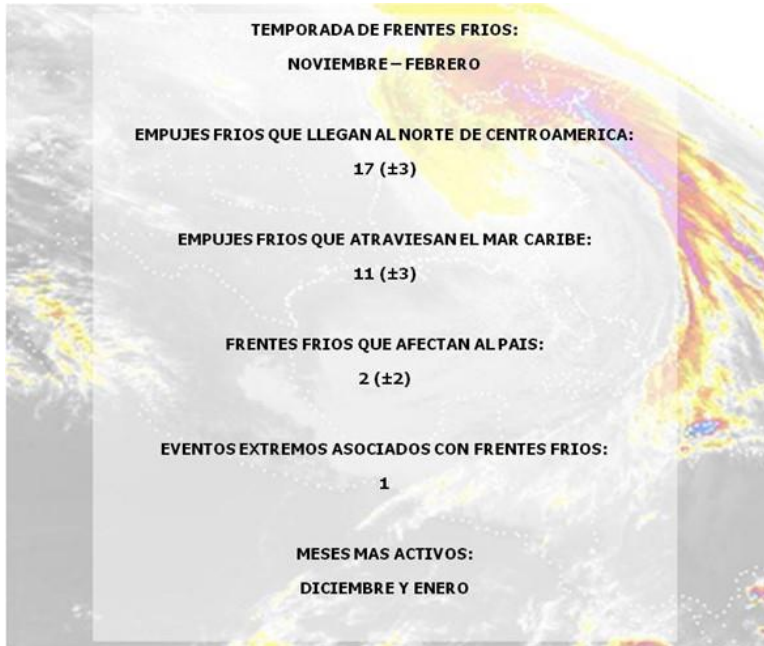 TEMPORADA DE FRENTES FRIOS:
NOVIEMBRE – FEBRERO
EMPUJES FRIOS QUE LLEGAN AL NORTE DE CENTROAMERICA:
17 (±3)
EMPUJES FRIOS QUE ATRAVIESAN EL MAR CARIBE:
11 (±3)
FRENTES FRIOS QUE AFECTAN AL PAIS:
2 (±2)
EVENTOS EXTREMOS ASOCIADOS CON FRENTES FRIOS:
1
MESES MAS ACTIVOS:
DICIEMBRE Y ENERO